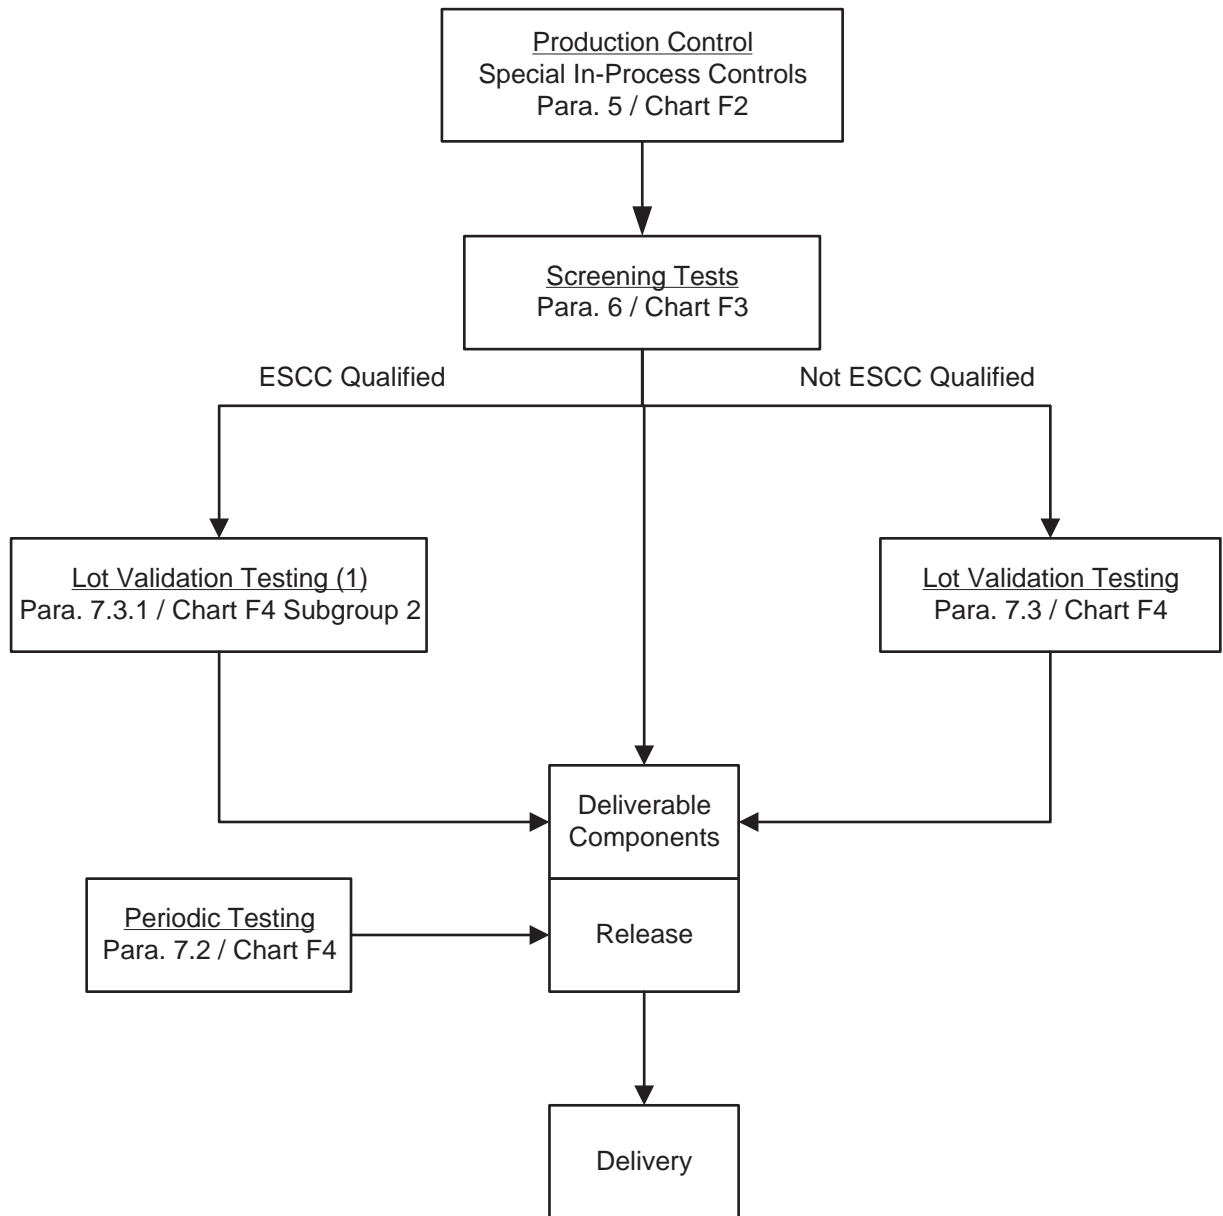 Production Control
Special In-Process Controls
Para. 5 / Chart F2
Screening Tests
Para. 6 / Chart F3
ESCC Qualified
Not ESCC Qualified
Lot Validation Testing (1)
Para. 7.3.1 / Chart F4 Subgroup 2
Lot Validation Testing
Para. 7.3 / Chart F4
Deliverable
Components
Periodic Testing
Para. 7.2 / Chart F4
Release
Delivery